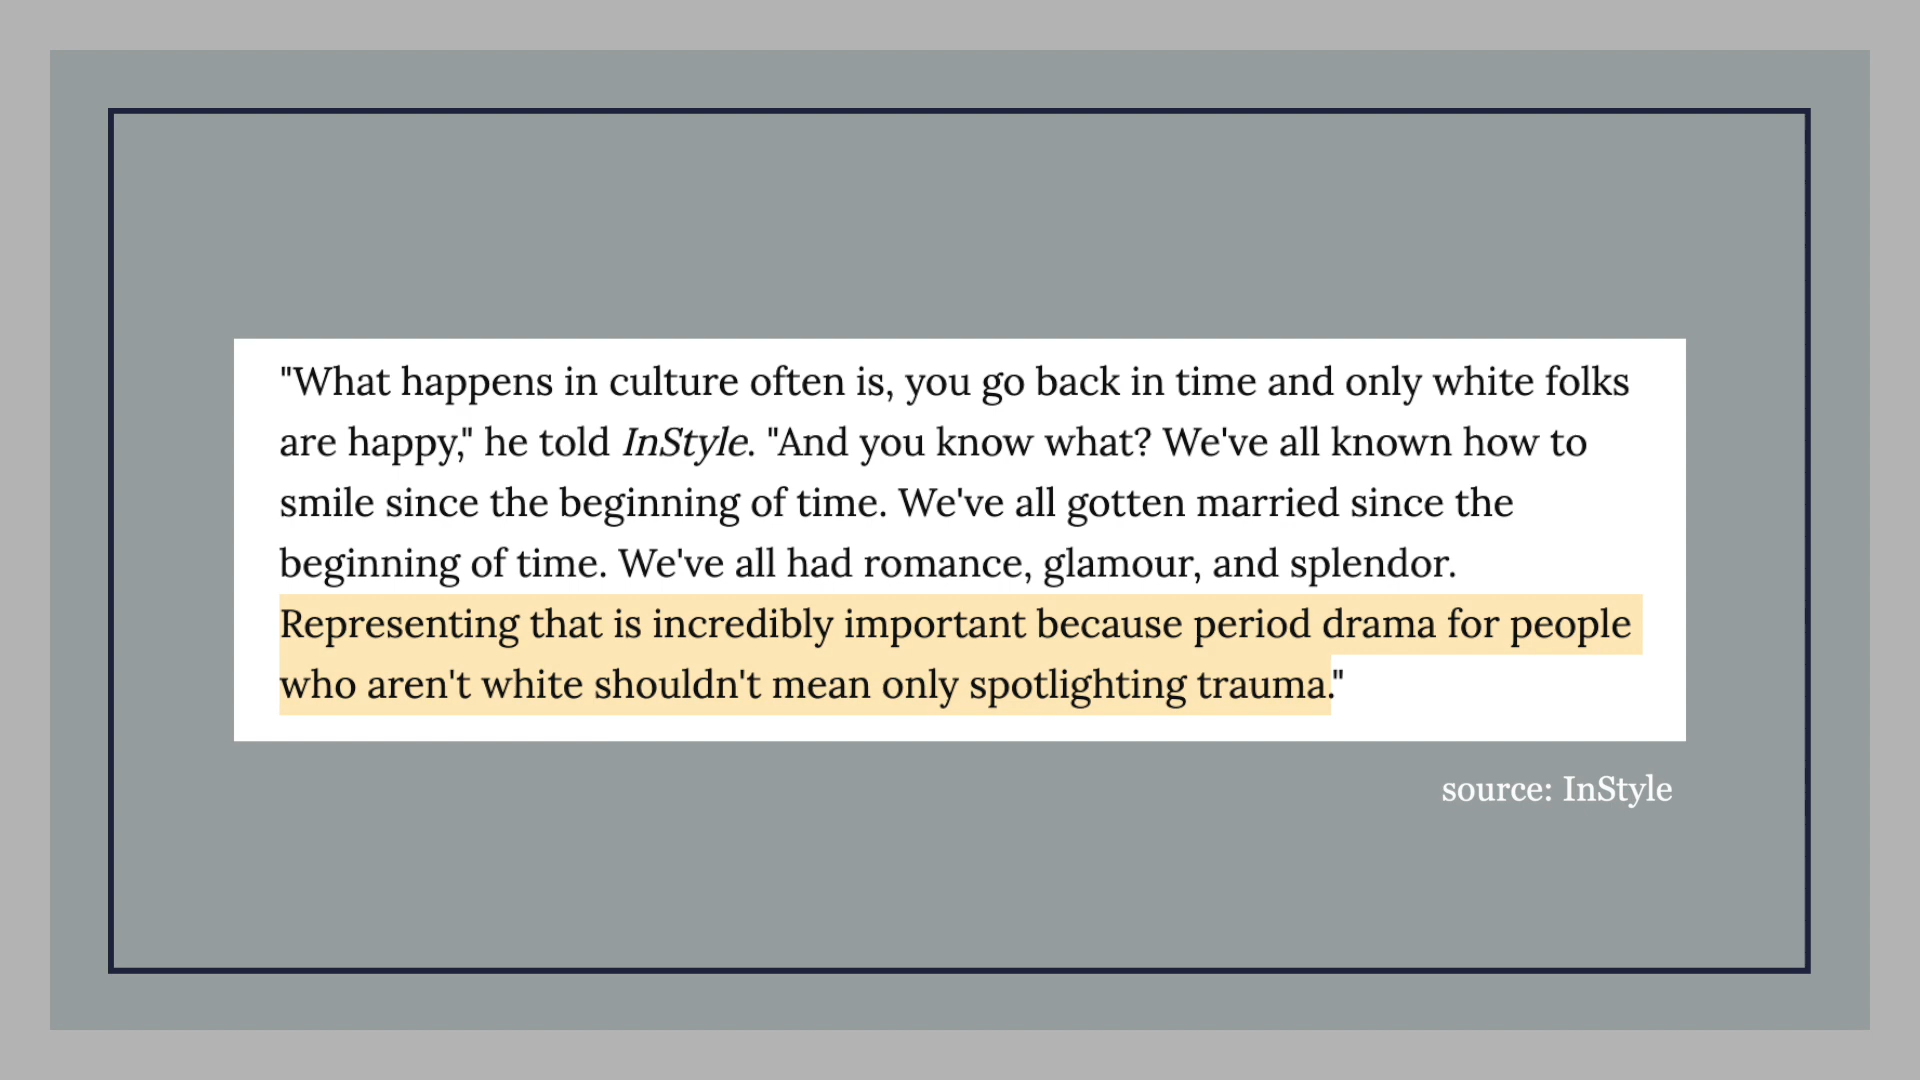 "What happens in culture often is, you go back in time and only white folks
are happy," he told InStyle. "And you know what? We've all known how to
smile since the beginning of time. We've all gotten married since the
beginning of time. We've all had romance, glamour, and splendor.
Representing that is incredibly important because period drama for people
who aren't white shouldn't mean only spotlighting trauma."
source: InStyle